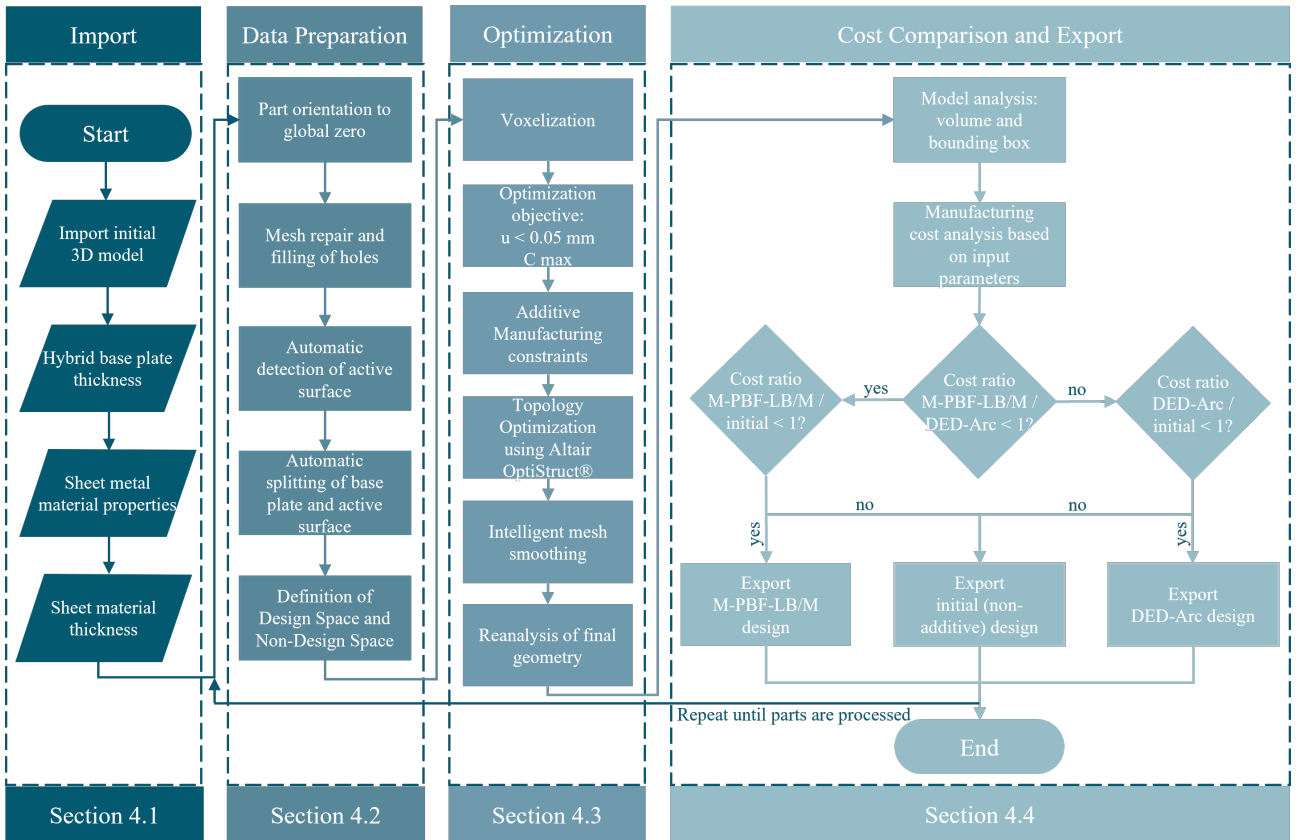 Import
Start
Import initial
3D model
Hybrid base plate
thickness
Sheet metal
material properties
Sheet material
thickness
Section 4.1
Data Preparation
Part orientation to
global zero
Mesh repair and
filling of holes
Automatic
detection of active
surface
Automatic
splitting of base
plate and active
surface
Definition of
Design Space and
Non-Design Space
Section 4.2
Optimization
Voxelization
Optimization
objective:
u < 0.05 mm
C max
Additive
Manufacturing
constraints
Topology
Optimization
using Altair
OptiStruct®
Intelligent mesh
smoothing
Reanalysis of final
geometry
Section 4.3
Cost Comparison and Export
Model analysis:
volume and
bounding box
Manufacturing
cost analysis based
on input
parameters
Cost ratio
M-PBF-LB/M /
initial < 1?
yes
Cost ratio
M-PBF-LB/M /
DED-Arc < 1?
no
Cost ratio
DED-Arc /
initial < 1?
yes
no
no
yes
Export
M-PBF-LB/M
design
Export
initial (non-
additive) design
Export
DED-Arc design
Repeat until parts are processed
End
Section 4.4